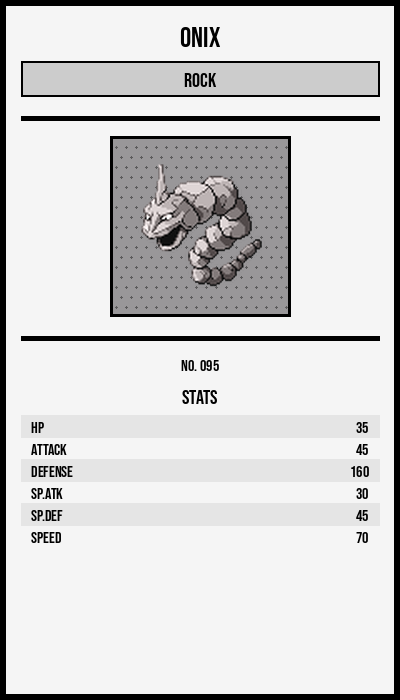 ONIX
ROCK
NO. 095
STATS
HP 35
ATTACK 45
DEFENSE 160
SP.ATK 30
SP.DEF 45
SPEED 70